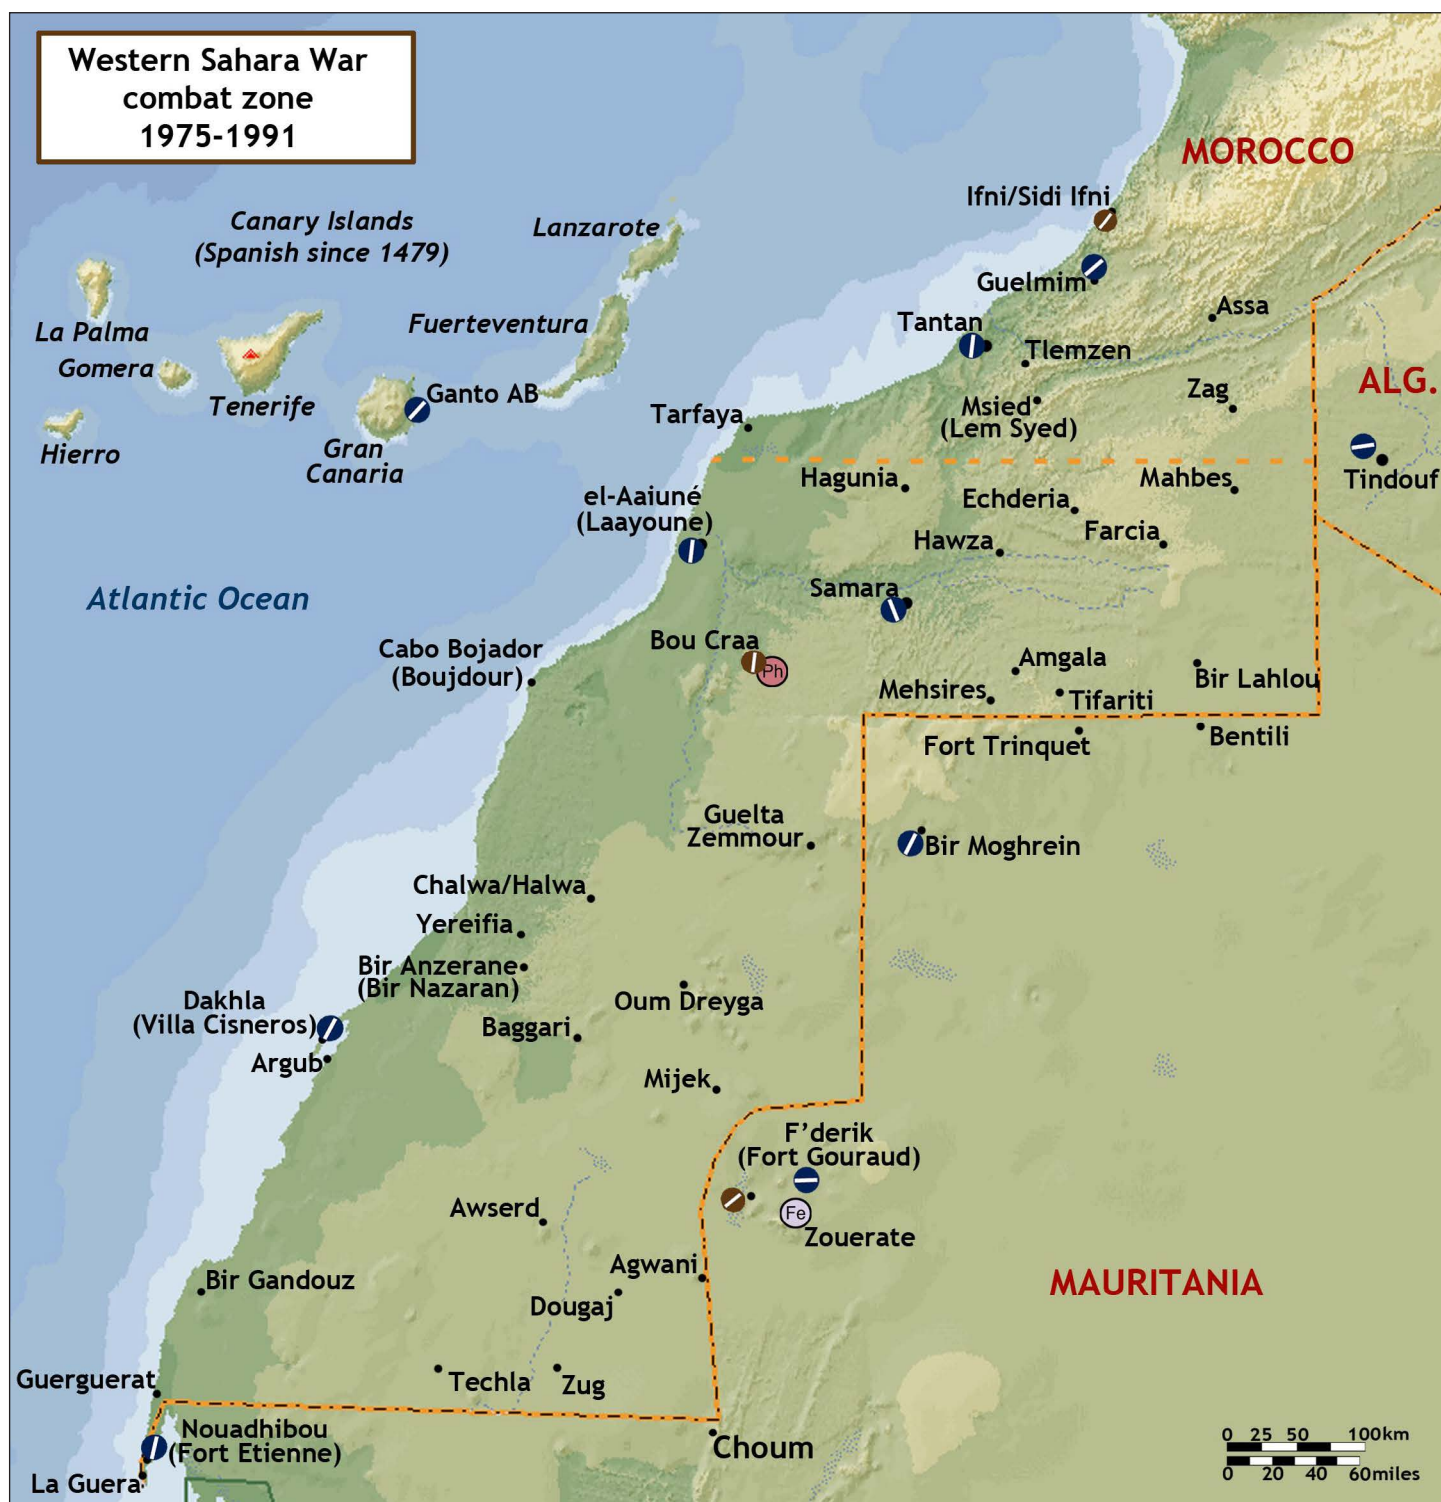 Western Sahara War
combat zone
1975-1991
MOROCCO
Ifni/Sidi Ifni
Canary Islands
(Spanish since 1479)
Lanzarote
Guelmim
Assa
La Palma
Fuerteventura
Tantan
Tlemzen
Gomera
ALG.
Tenerife
Ganto AB
Zag
Msied
(Lem Syed)
Tarfaya
Hierro
Gran
Canaria
Hagunia
Mahbes
Tindouf
el-Aaiuné
(Laayoune)
Echderia
Farcia
Hawza
Atlantic Ocean
Samara
Cabo Bojador
(Boujdour)
Bou Craa
Ph
Amgala
Bir Lahlou
Mehsires
Tifariti
Fort Trinquet
Bentili
Guelta
Zemmour
Bir Moghrein
Chalwa/Halwa
Yereifia
Bir Anzerane
(Bir Nazaran)
Oum Dreyga
Dakhla
(Villa Cisneros)
Baggari
Argub
Mijek
F’derik
(Fort Gouraud)
Fe
Zouerate
Awserd
Agwani
Bir Gandouz
Dougaj
MAURITANIA
Guerguerat
Techla
Zug
Nouadhibou
(Fort Etienne)
Choum
La Guera
0 25 50 100km
0 20 40 60miles